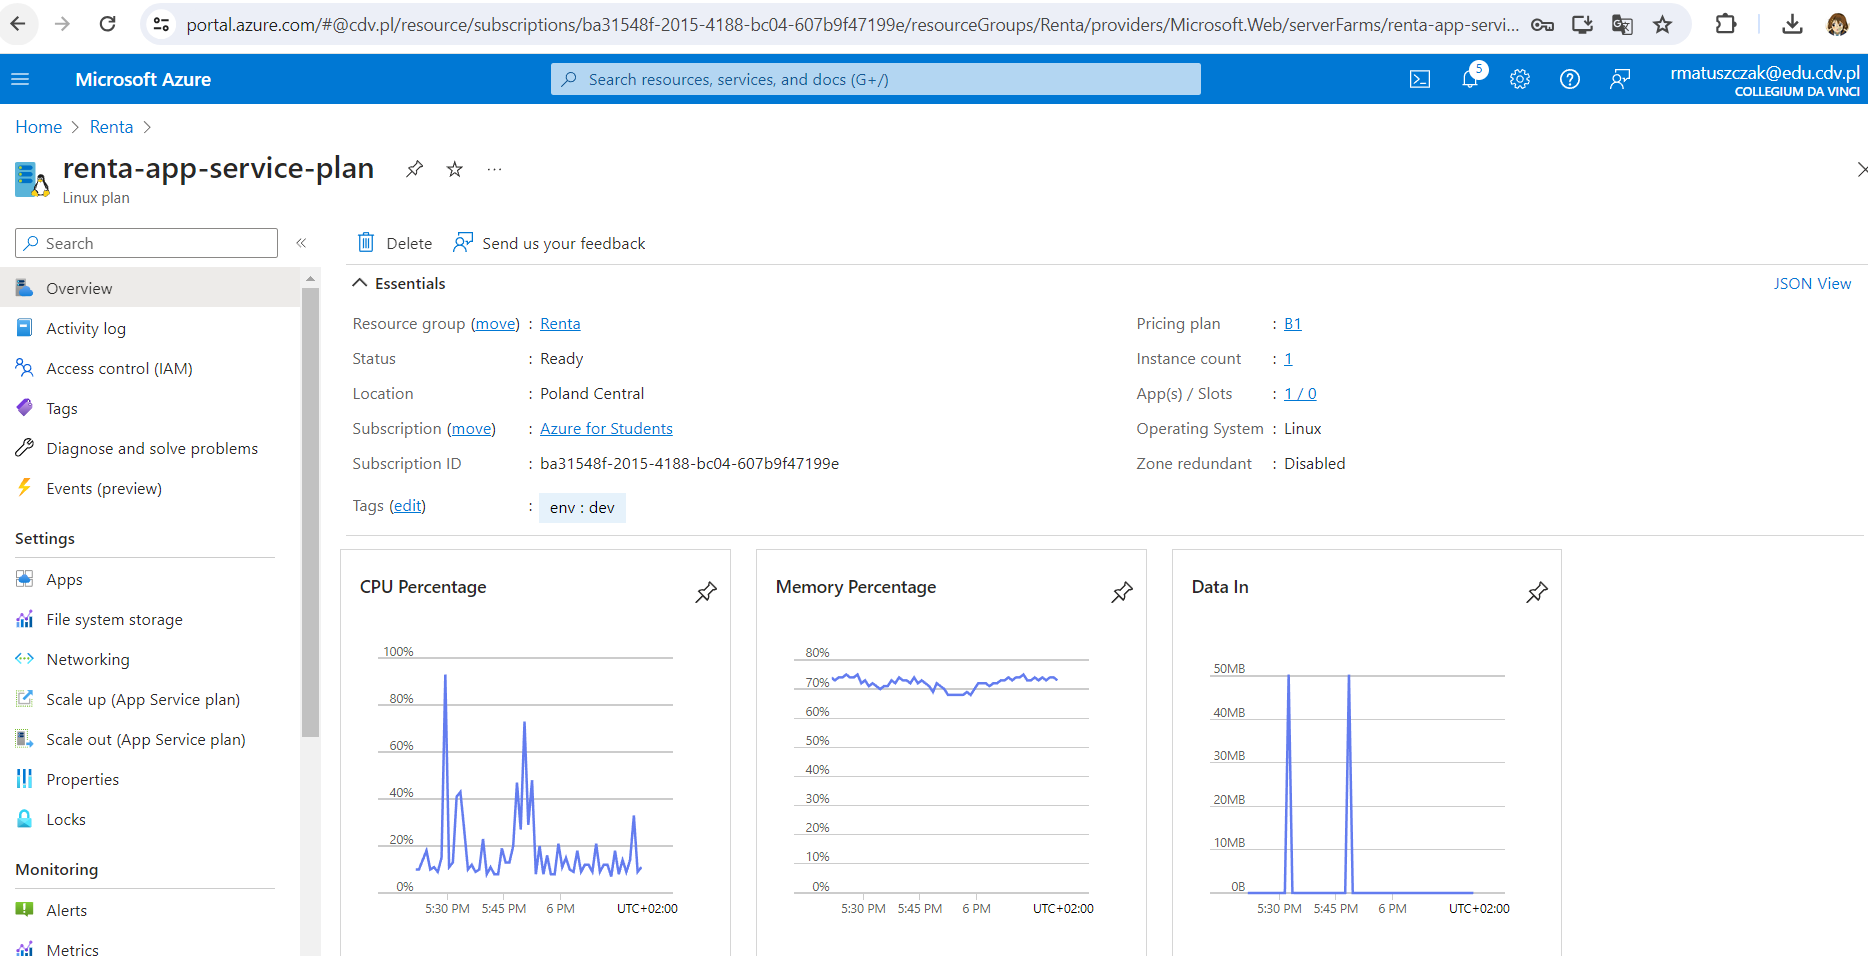 portal.azure.com/#@cdv.pl/resource/subscriptions/ba31548f-2015-4188-bc04-607b9f47199e/resourceGroups/Renta/providers/Microsoft.Web/serverFarms/renta-app-servi...
Microsoft Azure
Search resources, services, and docs (G+/)
5
rmatuszczak@edu.cdv.pl
COLLEGIUM DA VINCI
Home > Renta >
renta-app-service-plan
Linux plan
Search
Overview
Activity log
Access control (IAM)
Tags
Diagnose and solve problems
Events (preview)
Settings
Apps
File system storage
Networking
Scale up (App Service plan)
Scale out (App Service plan)
Properties
Locks
Monitoring
Alerts
Metrics
Delete
Send us your feedback
Essentials
JSON View
Resource group (move) : Renta
Status : Ready
Location : Poland Central
Subscription (move) : Azure for Students
Subscription ID : ba31548f-2015-4188-bc04-607b9f47199e
Tags (edit) : env : dev
Pricing plan : B1
Instance count : 1
App(s) / Slots : 1 / 0
Operating System : Linux
Zone redundant : Disabled
CPU Percentage
100%
80%
60%
40%
20%
0%
5:30 PM 5:45 PM 6 PM UTC+02:00
Memory Percentage
80%
70%
60%
50%
40%
30%
20%
10%
0%
5:30 PM 5:45 PM 6 PM UTC+02:00
Data In
50MB
40MB
30MB
20MB
10MB
0B
5:30 PM 5:45 PM 6 PM UTC+02:00